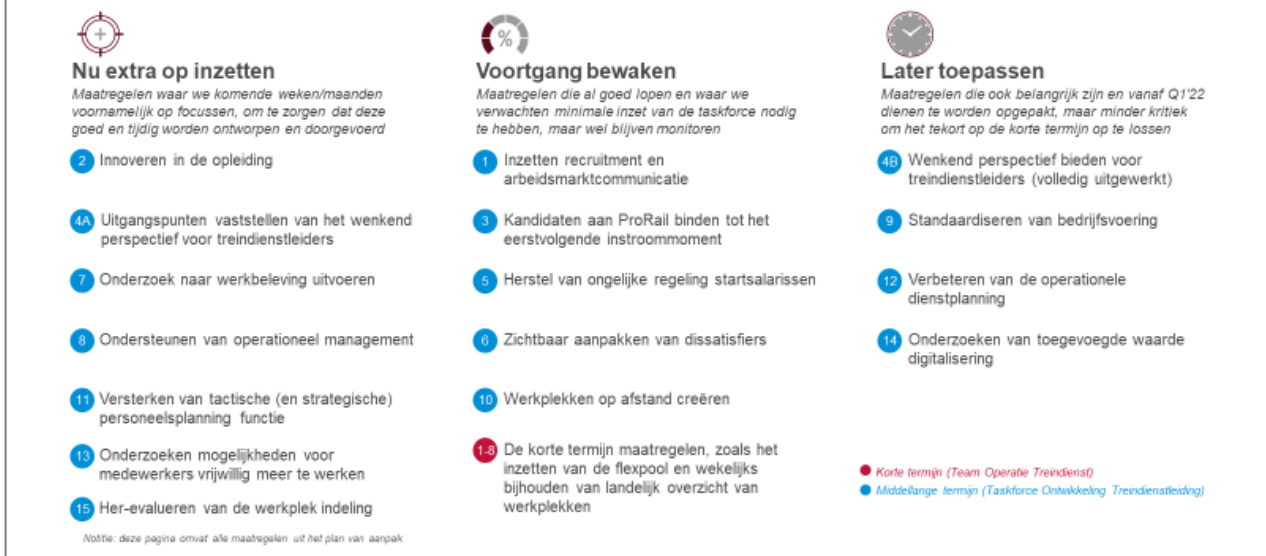 %
Nu extra op inzetten
Maatregelen waar we komende weken/maanden
voornamelijk op focussen, om te zorgen dat deze
goed en tijdig worden ontworpen en doorgevoerd
2 Innoveren in de opleiding
4A Uitgangspunten vaststellen van het wenkend
perspectief voor treindienstleiders
7 Onderzoek naar werkbeleving uitvoeren
8 Ondersteunen van operationeel management
11 Versterken van tactische (en strategische)
personeelsplanning functie
13 Onderzoeken mogelijkheden voor
medewerkers vrijwillig meer te werken
15 Her-evalueren van de werkplek indeling
Notitie: deze pagina omvat alle maatregelen uit het plan van aanpak
Voortgang bewaken
Maatregelen die al goed lopen en waar we
verwachten minimale inzet van de taskforce nodig
te hebben, maar wel blijven monitoren
1 Inzetten recruitment en
arbeidsmarktcommunicatie
3 Kandidaten aan ProRail binden tot het
eerstvolgende instroommoment
5 Herstel van ongelijke regeling startsalarissen
6 Zichtbaar aanpakken van dissatisfiers
10 Werkplekken op afstand creëren
1-8 De korte termijn maatregelen, zoals het
inzetten van de flexpool en wekelijks
bijhouden van landelijk overzicht van
werkplekken
Later toepassen
Maatregelen die ook belangrijk zijn en vanaf Q1'22
dienen te worden opgepakt, maar minder kritiek
om het tekort op de korte termijn op te lossen
4B Wenkend perspectief bieden voor
treindienstleiders (volledig uitgewerkt)
9 Standaardiseren van bedrijfsvoering
12 Verbeteren van de operationele
dienstplanning
14 Onderzoeken van toegevoegde waarde
digitalisering
Korte termijn (Team Operatie Treindienst)
Middellange termijn (Taskforce Ontwikkeling Treindienstleiding)